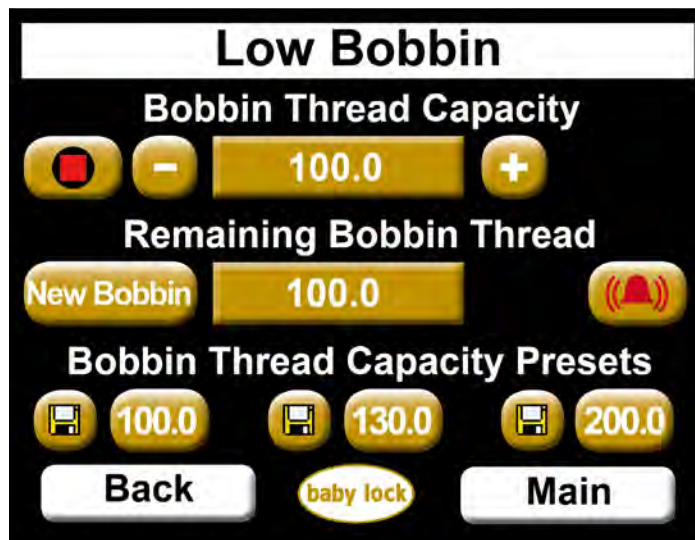 Low Bobbin
Bobbin Thread Capacity
- 100.0 +
Remaining Bobbin Thread
New Bobbin 100.0
Bobbin Thread Capacity Presets
100.0 130.0 200.0
Back baby lock Main